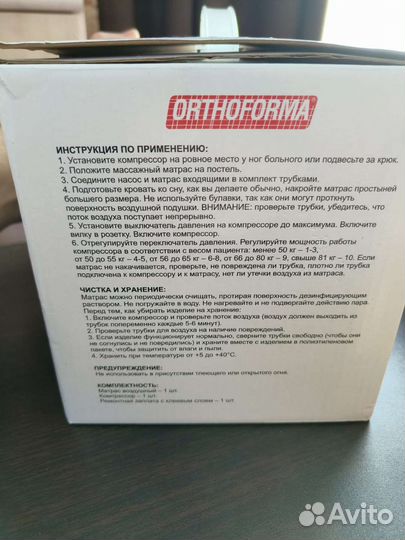 ORTHOFORMA
ИНСТРУКЦИЯ ПО ПРИМЕНЕНИЮ:
1. Установите компрессор на ровное место у ног больного или подвесьте за крюк.
2. Положите массажный матрас на постель.
3. Соедините насос и матрас входящими в комплект трубками.
4. Подготовьте кровать ко сну, как вы делаете обычно, накройте матрас простыней
большего размера. Не используйте булавки, так как они могут проткнуть
поверхность воздушной подушки. ВНИМАНИЕ: проверьте трубки, убедитесь, что
поток воздуха поступает непрерывно.
5. Установите выключатель давления на компрессоре до максимума. Включите
вилку в розетку. Включите компрессор.
6. Отрегулируйте переключатель давления. Регулируйте мощность работы
компрессора в соответствии с весом пациента: менее 50 кг – 1-3,
от 50 до 55 кг – 4-5, от 56 до 65 кг – 6-8, от 66 до 80 кг – 9, свыше 81 кг – 10. Если
матрас не накачивается, проверьте, не повреждена ли трубка, плотно ли трубка
подключена к компрессору и к матрасу, нет ли утечки воздуха из матраса.
ЧИСТКА И ХРАНЕНИЕ:
Матрас можно периодически очищать, протирая поверхность дезинфицирующим
раствором. Не погружайте в воду. Не нагревайте и не подвергайте действию пара.
Перед тем, как убирать изделие на хранение:
1. Включите компрессор и проверьте поток воздуха (воздух должен выходить из
трубок попеременно каждые 5-6 минут).
2. Проверьте трубки для воздуха на наличие повреждений.
3. Если изделие функционирует нормально, сверните трубки свободно (чтобы они
не согнулись и не повредились) и храните вместе с изделием в полиэтиленовом
пакете, чтобы защитить от влаги и пыли.
4. Хранить при температуре от +5 до +40°С.
ПРЕДУПРЕЖДЕНИЕ:
Не использовать в присутствии тлеющего или открытого огня.
КОМПЛЕКТНОСТЬ:
Матрас воздушный – 1 шт.
Компрессор – 1 шт.
Ремонтная заплата с клеевым слоем – 1 шт.
Avito